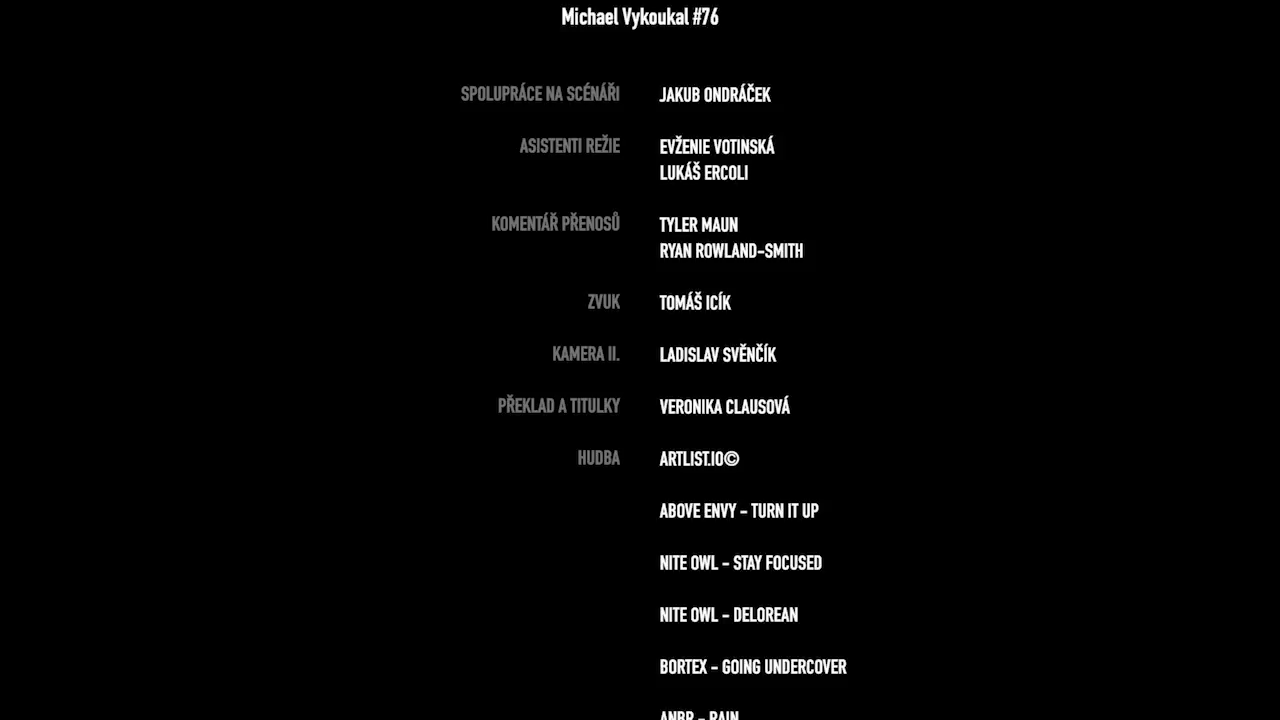 Michael Vykoukal #76
SPOLUPRÁCE NA SCÉNÁŘI JAKUB ONDRÁČEK
ASISTENTI REŽIE EVŽENIE VOTINSKÁ
LUKÁŠ ERCOLI
KOMENTÁŘ PŘENOSŮ TYLER MAUN
RYAN ROWLAND-SMITH
ZVUK TOMÁŠ ICÍK
KAMERA II. LADISLAV SVĚNČÍK
PŘEKLAD A TITULKY VERONIKA CLAUSOVÁ
HUDBA ARTLIST.IO©
ABOVE ENVY - TURN IT UP
NITE OWL - STAY FOCUSED
NITE OWL - DELOREAN
BORTEX - GOING UNDERCOVER
ANBR - RAIN